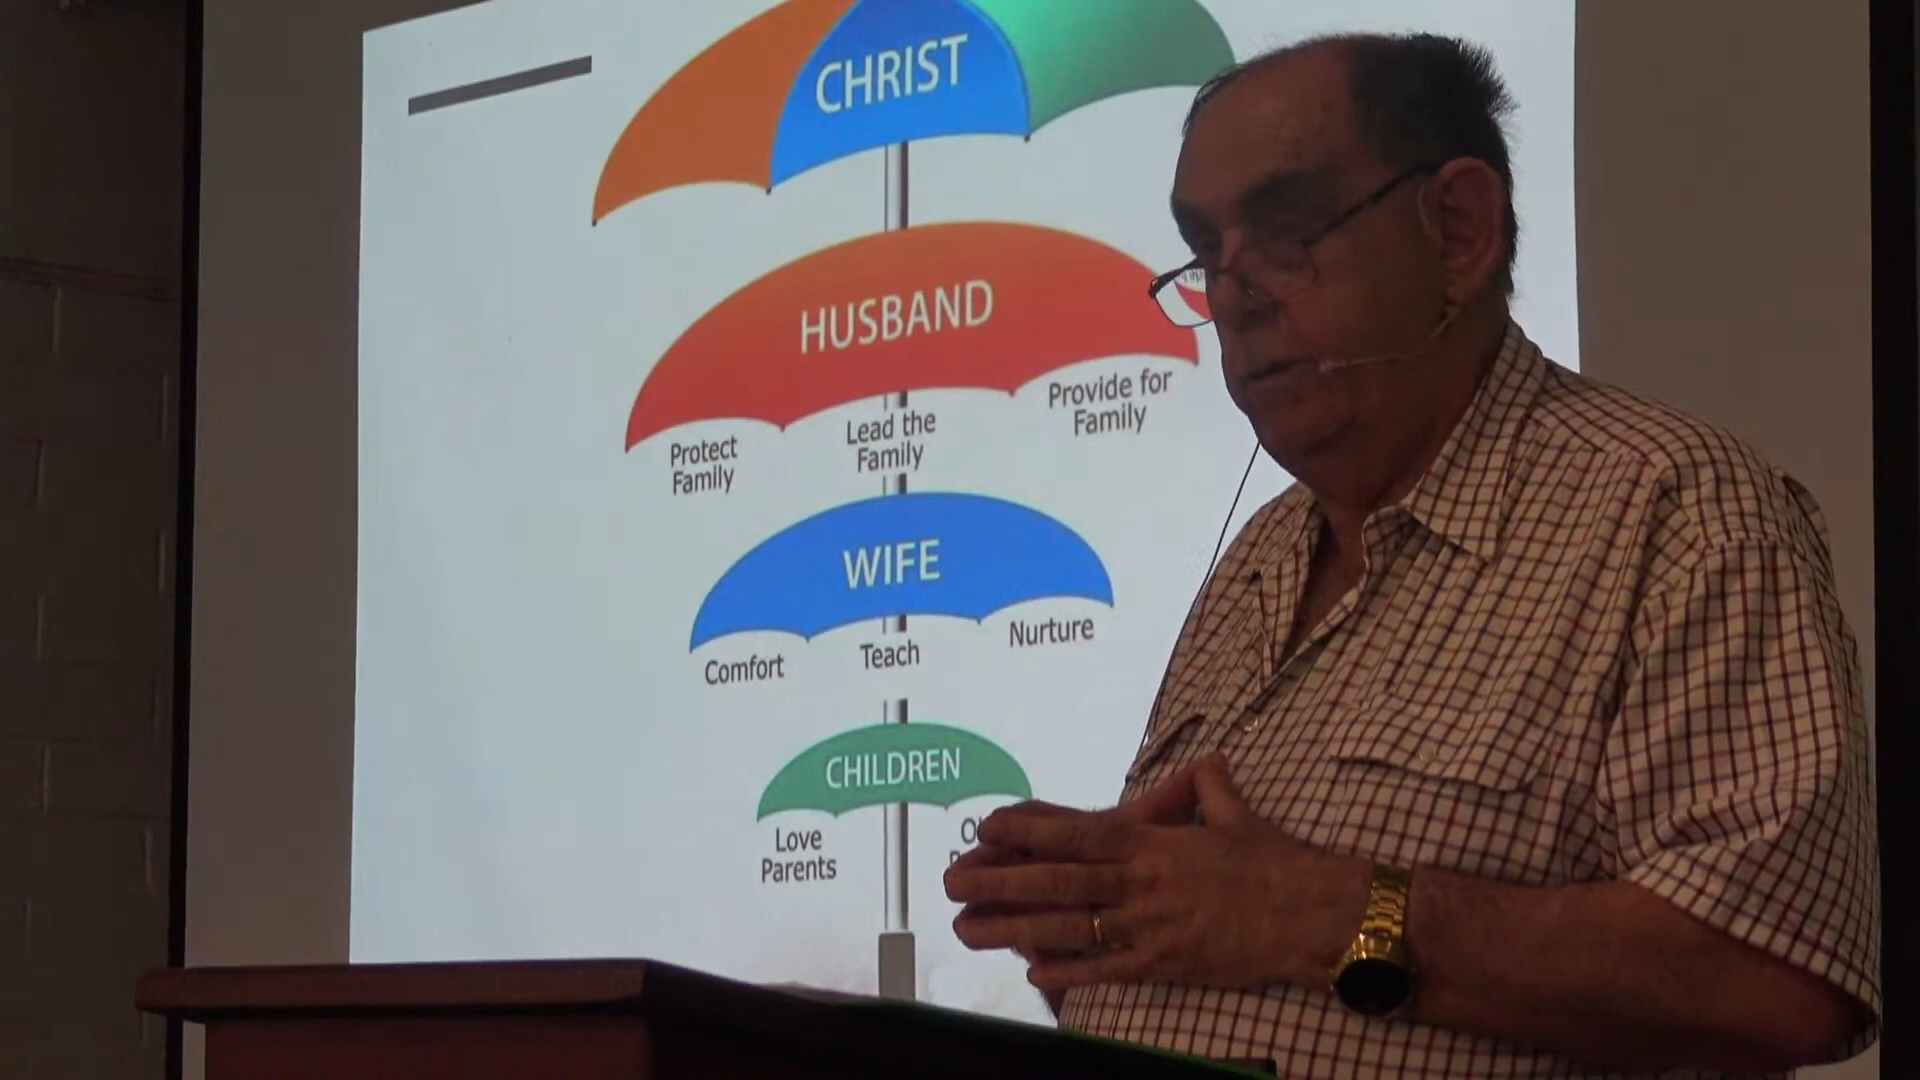 CHRIST
HUSBAND
Protect
Family
Lead the
Family
Provide for
Family
WIFE
Comfort
Teach
Nurture
CHILDREN
Love
Parents